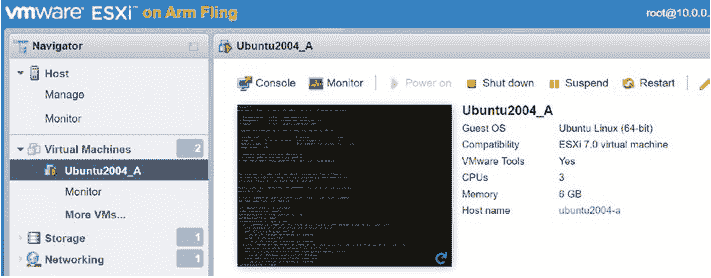 vmware ESXi™ on Arm Fling
root@10.0.0.
Navigator
Host
Manage
Monitor
Virtual Machines 2
Ubuntu2004_A
Monitor
More VMs...
Storage 1
Networking 1
Ubuntu2004_A
Console Monitor Power on Shut down Suspend Restart
Ubuntu2004_A
Guest OS Ubuntu Linux (64-bit)
Compatibility ESXi 7.0 virtual machine
VMware Tools Yes
CPUs 3
Memory 6 GB
Host name ubuntu2004-a